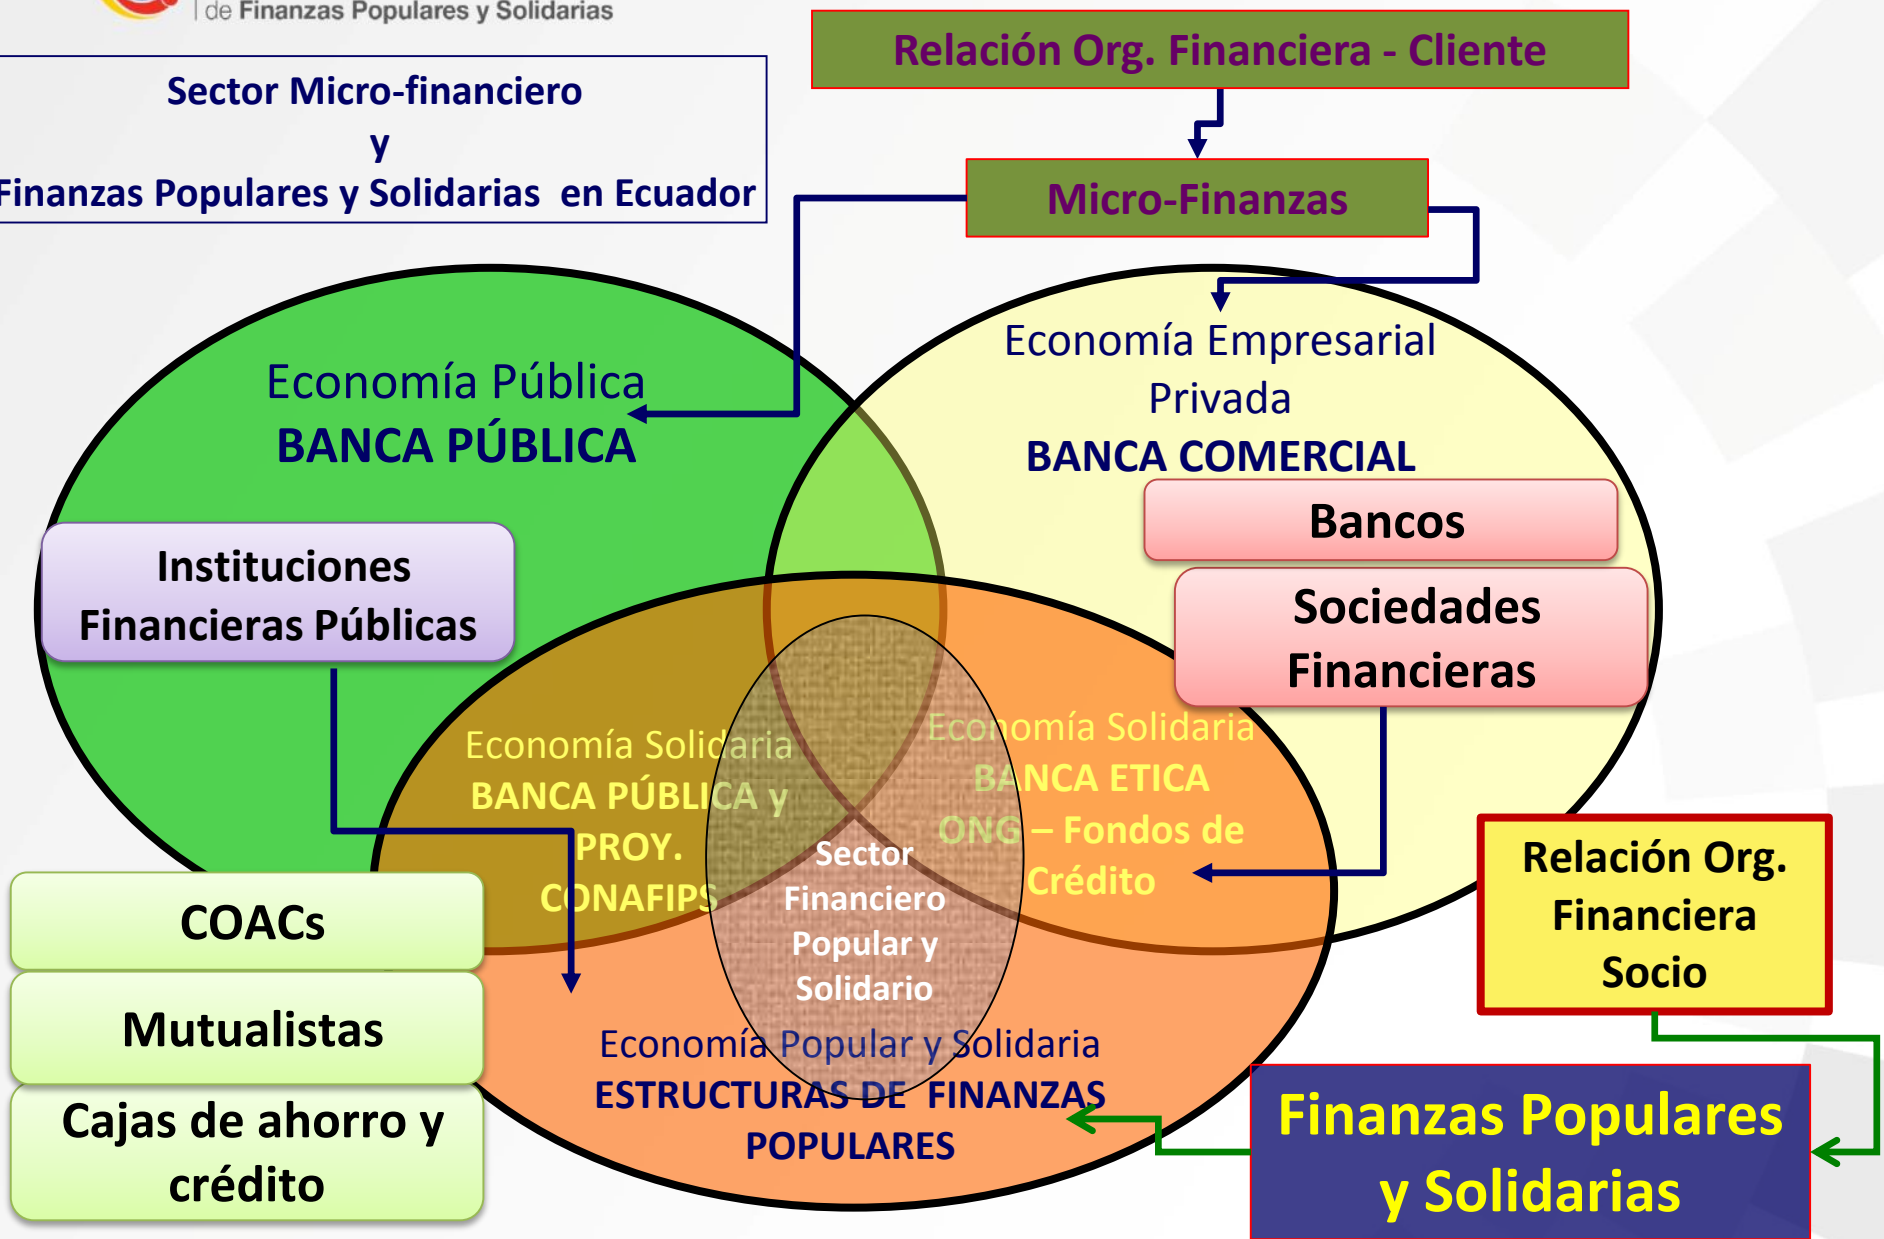 de Finanzas Populares y Solidarias
Sector Micro-financiero
y
Finanzas Populares y Solidarias en Ecuador
Relación Org. Financiera - Cliente
Micro-Finanzas
Economía Pública
BANCA PÚBLICA
Economía Empresarial
Privada
BANCA COMERCIAL
Bancos
Sociedades
Financieras
Instituciones
Financieras Públicas
Economía Solidaria
BANCA PÚBLICA y
PROY.
CONAFIPS
Economía Solidaria
BANCA ETICA
ONG – Fondos de
Crédito
Sector
Financiero
Popular y
Solidario
Relación Org.
Financiera
Socio
COACs
Mutualistas
Cajas de ahorro y
crédito
Economía Popular y Solidaria
ESTRUCTURAS DE FINANZAS
POPULARES
Finanzas Populares
y Solidarias